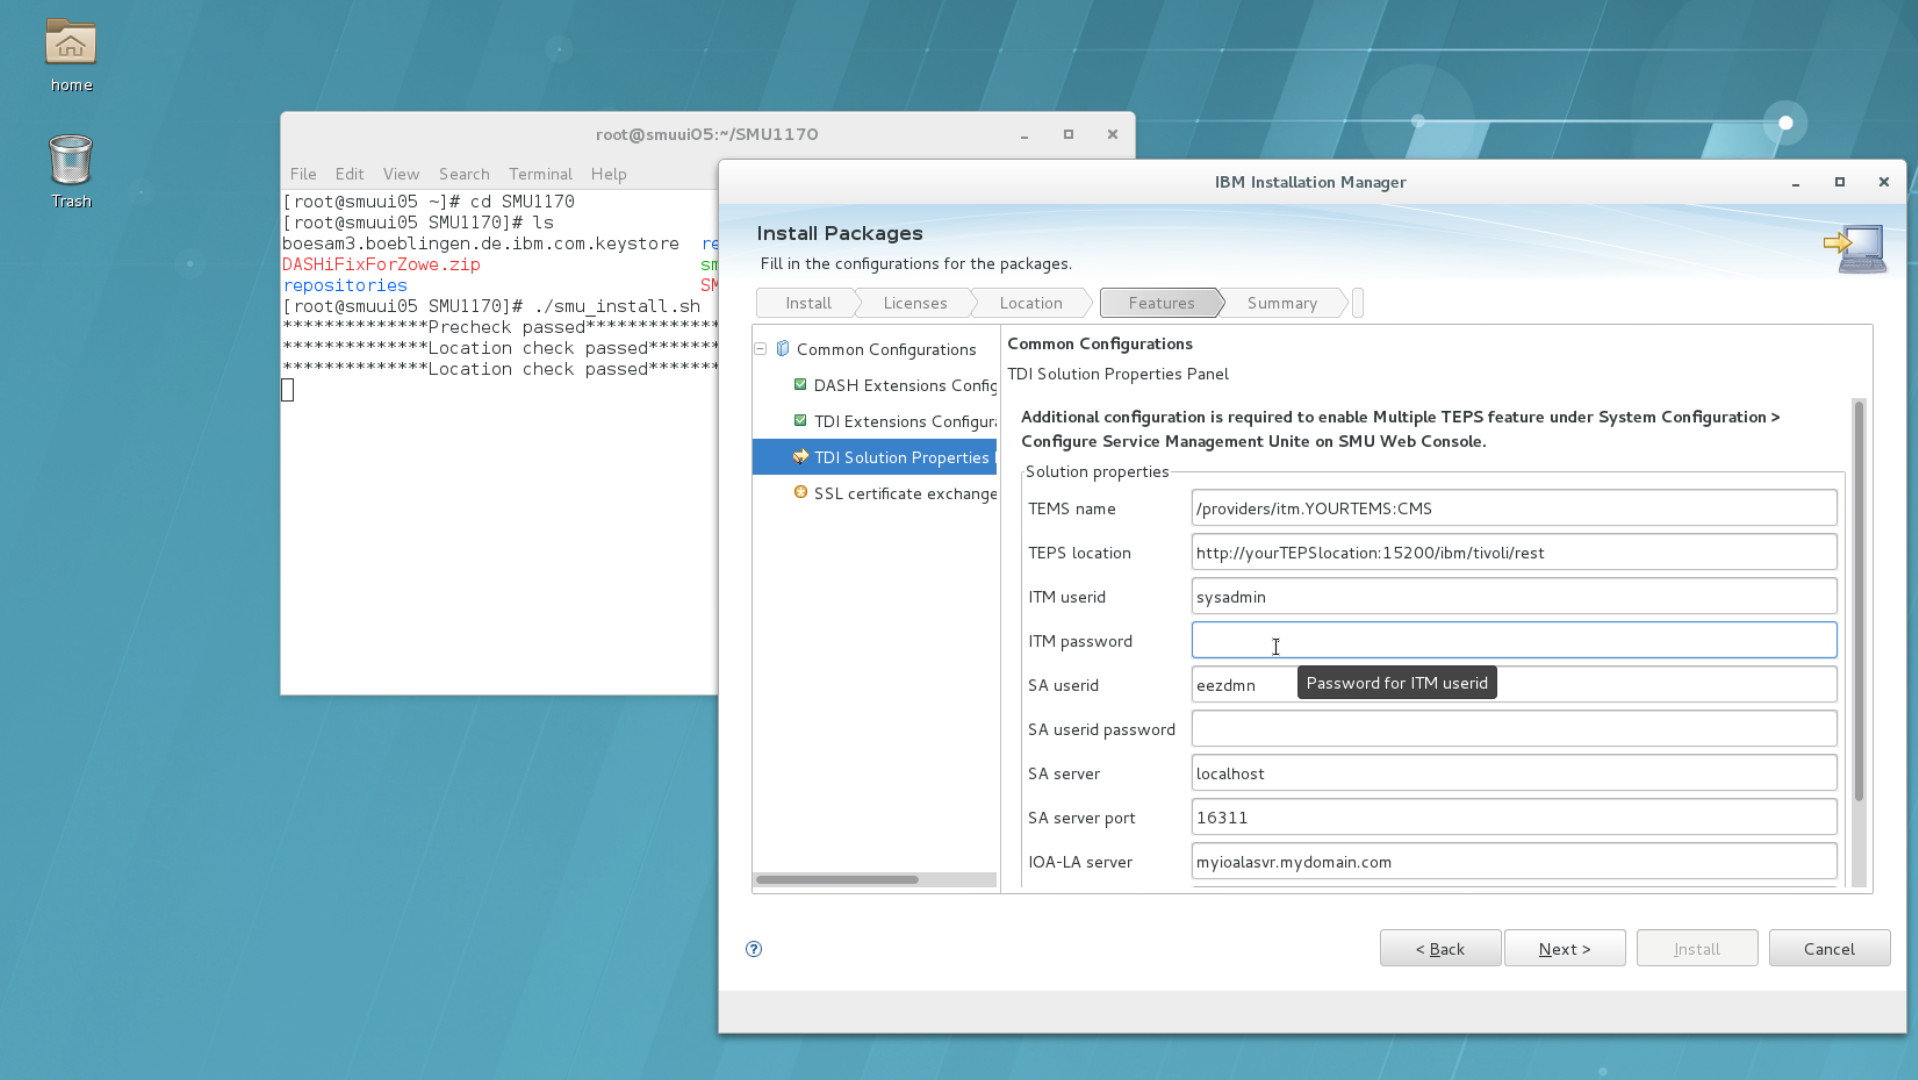 home
Trash
root@smuui05:~/SMU1170
File Edit View Search Terminal Help
[root@smuui05 ~]# cd SMU1170
[root@smuui05 SMU1170]# ls
boesam3.boeblingen.de.ibm.com.keystore re
DASHiFixForZowe.zip sm
repositories SM
[root@smuui05 SMU1170]# ./smu_install.sh
**************Precheck passed*************
**************Location check passed*******
**************Location check passed*******
IBM Installation Manager
Install Packages
Fill in the configurations for the packages.
Install Licenses Location Features Summary
Common Configurations
DASH Extensions Config
TDI Extensions Configura
TDI Solution Properties
SSL certificate exchange
Common Configurations
TDI Solution Properties Panel
Additional configuration is required to enable Multiple TEPS feature under System Configuration >
Configure Service Management Unite on SMU Web Console.
Solution properties
TEMS name /providers/itm.YOURTEMS:CMS
TEPS location http://yourTEPSlocation:15200/ibm/tivoli/rest
ITM userid sysadmin
ITM password
SA userid eezdmn
Password for ITM userid
SA userid password
SA server localhost
SA server port 16311
IOA-LA server myioalasvr.mydomain.com
?
< Back Next > Install Cancel